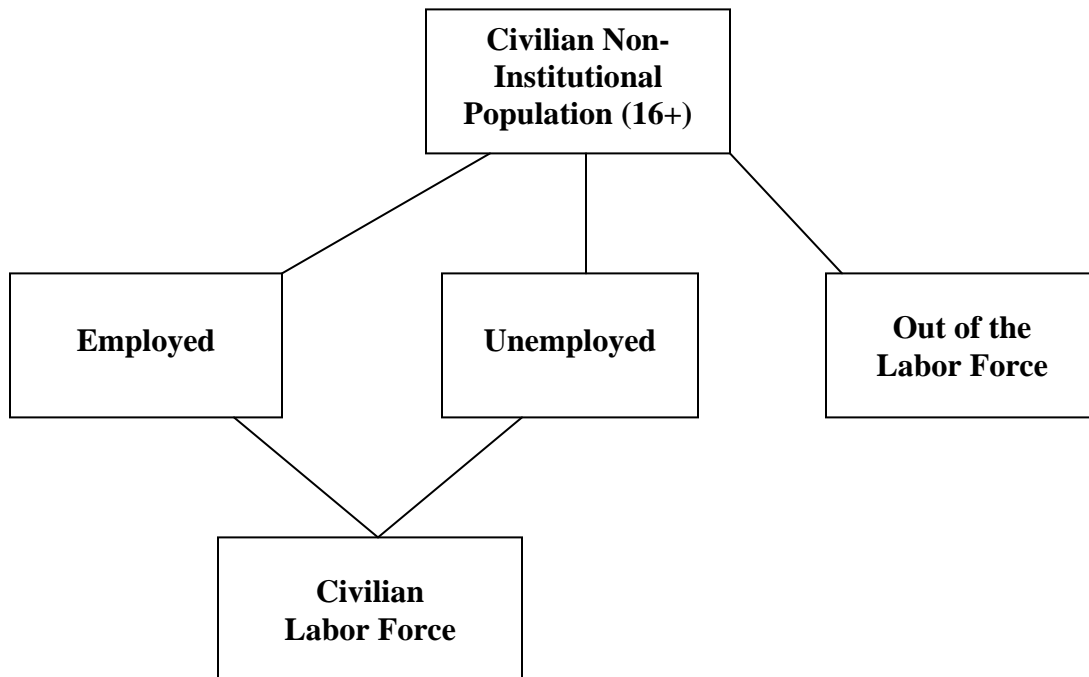 Civilian Non-
Institutional
Population (16+)
Employed
Unemployed
Out of the
Labor Force
Civilian
Labor Force